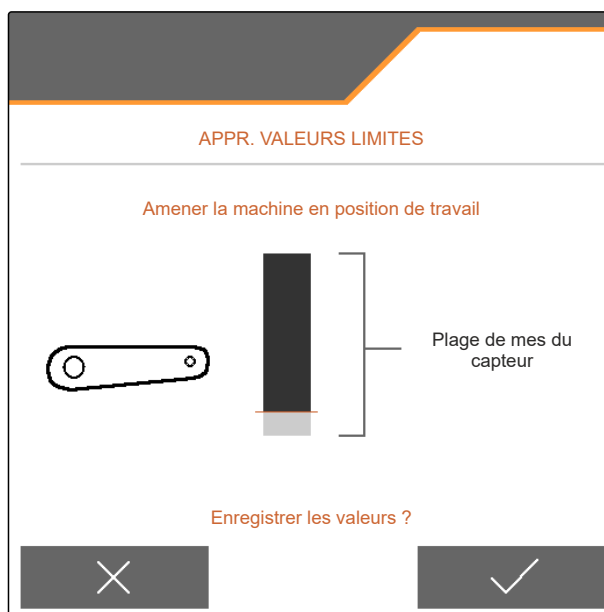 APPR. VALEURS LIMITES
Amener la machine en position de travail
Plage de mes du
capteur
Enregistrer les valeurs ?